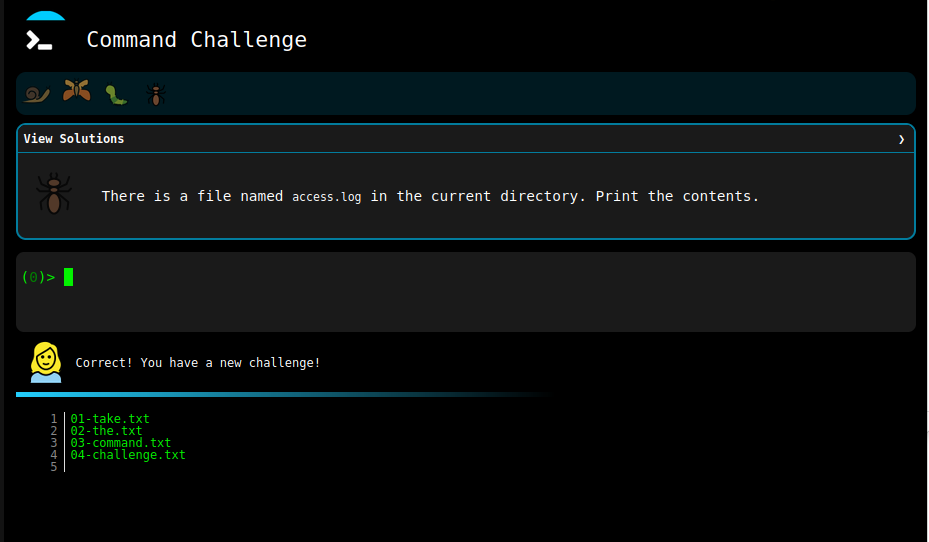 Command Challenge
View Solutions ❯
There is a file named access.log in the current directory. Print the contents.
(0)>
Correct! You have a new challenge!
1 01-take.txt
2 02-the.txt
3 03-command.txt
4 04-challenge.txt
5